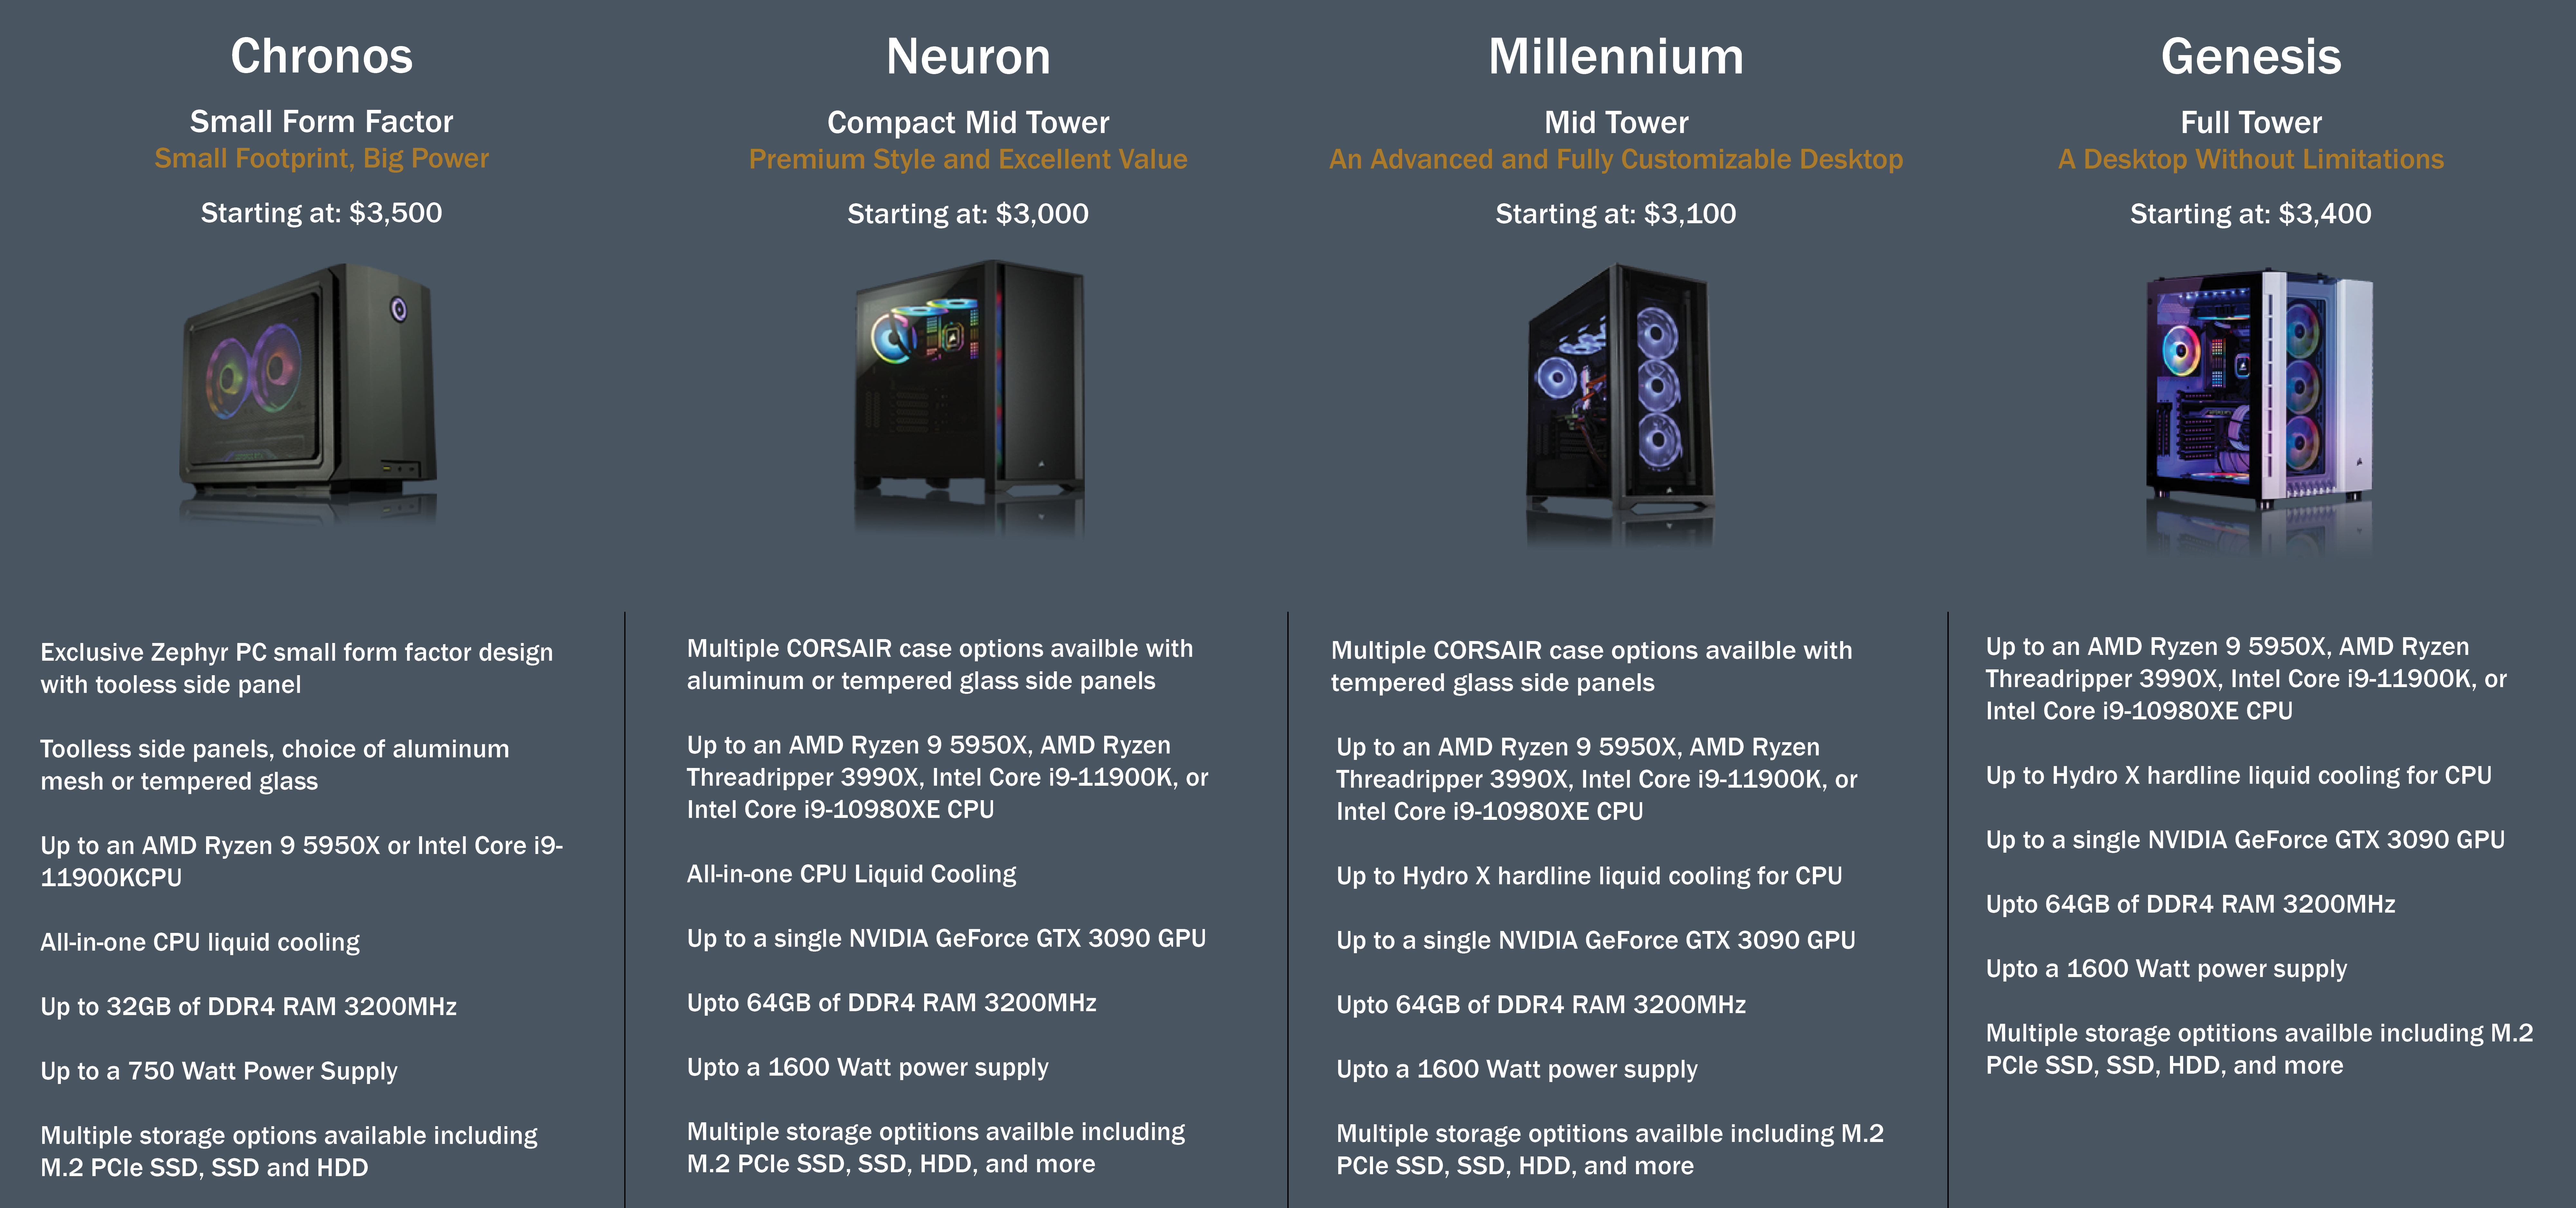 Chronos
Small Form Factor
Small Footprint, Big Power
Starting at: $3,500
Exclusive Zephyr PC small form factor design
with tooless side panel
Toolless side panels, choice of aluminum
mesh or tempered glass
Up to an AMD Ryzen 9 5950X or Intel Core i9-
11900KCPU
All-in-one CPU liquid cooling
Up to 32GB of DDR4 RAM 3200MHz
Up to a 750 Watt Power Supply
Multiple storage options available including
M.2 PCIe SSD, SSD and HDD
Neuron
Compact Mid Tower
Premium Style and Excellent Value
Starting at: $3,000
Multiple CORSAIR case options availble with
aluminum or tempered glass side panels
Up to an AMD Ryzen 9 5950X, AMD Ryzen
Threadripper 3990X, Intel Core i9-11900K, or
Intel Core i9-10980XE CPU
All-in-one CPU Liquid Cooling
Up to a single NVIDIA GeForce GTX 3090 GPU
Upto 64GB of DDR4 RAM 3200MHz
Upto a 1600 Watt power supply
Multiple storage optitions availble including
M.2 PCIe SSD, SSD, HDD, and more
Millennium
Mid Tower
An Advanced and Fully Customizable Desktop
Starting at: $3,100
Multiple CORSAIR case options availble with
tempered glass side panels
Up to an AMD Ryzen 9 5950X, AMD Ryzen
Threadripper 3990X, Intel Core i9-11900K, or
Intel Core i9-10980XE CPU
Up to Hydro X hardline liquid cooling for CPU
Up to a single NVIDIA GeForce GTX 3090 GPU
Upto 64GB of DDR4 RAM 3200MHz
Upto a 1600 Watt power supply
Multiple storage optitions availble including M.2
PCIe SSD, SSD, HDD, and more
Genesis
Full Tower
A Desktop Without Limitations
Starting at: $3,400
Up to an AMD Ryzen 9 5950X, AMD Ryzen
Threadripper 3990X, Intel Core i9-11900K, or
Intel Core i9-10980XE CPU
Up to Hydro X hardline liquid cooling for CPU
Up to a single NVIDIA GeForce GTX 3090 GPU
Upto 64GB of DDR4 RAM 3200MHz
Upto a 1600 Watt power supply
Multiple storage optitions availble including M.2
PCIe SSD, SSD, HDD, and more